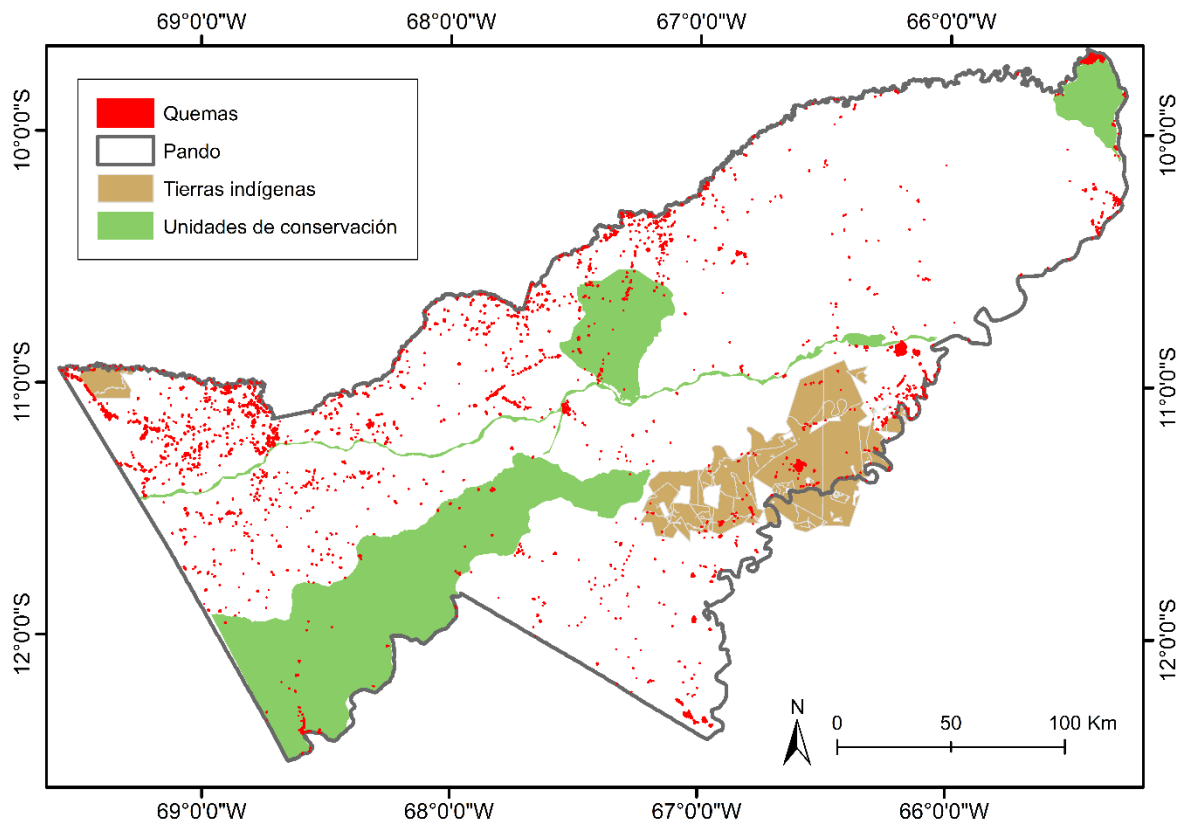 69°0'0"W 68°0'0"W 67°0'0"W 66°0'0"W
Quemas
Pando
Tierras indígenas
Unidades de conservación
10°0'0"S 10°0'0"S
11°0'0"S 11°0'0"S
12°0'0"S 12°0'0"S
N
0 50 100 Km
69°0'0"W 68°0'0"W 67°0'0"W 66°0'0"W